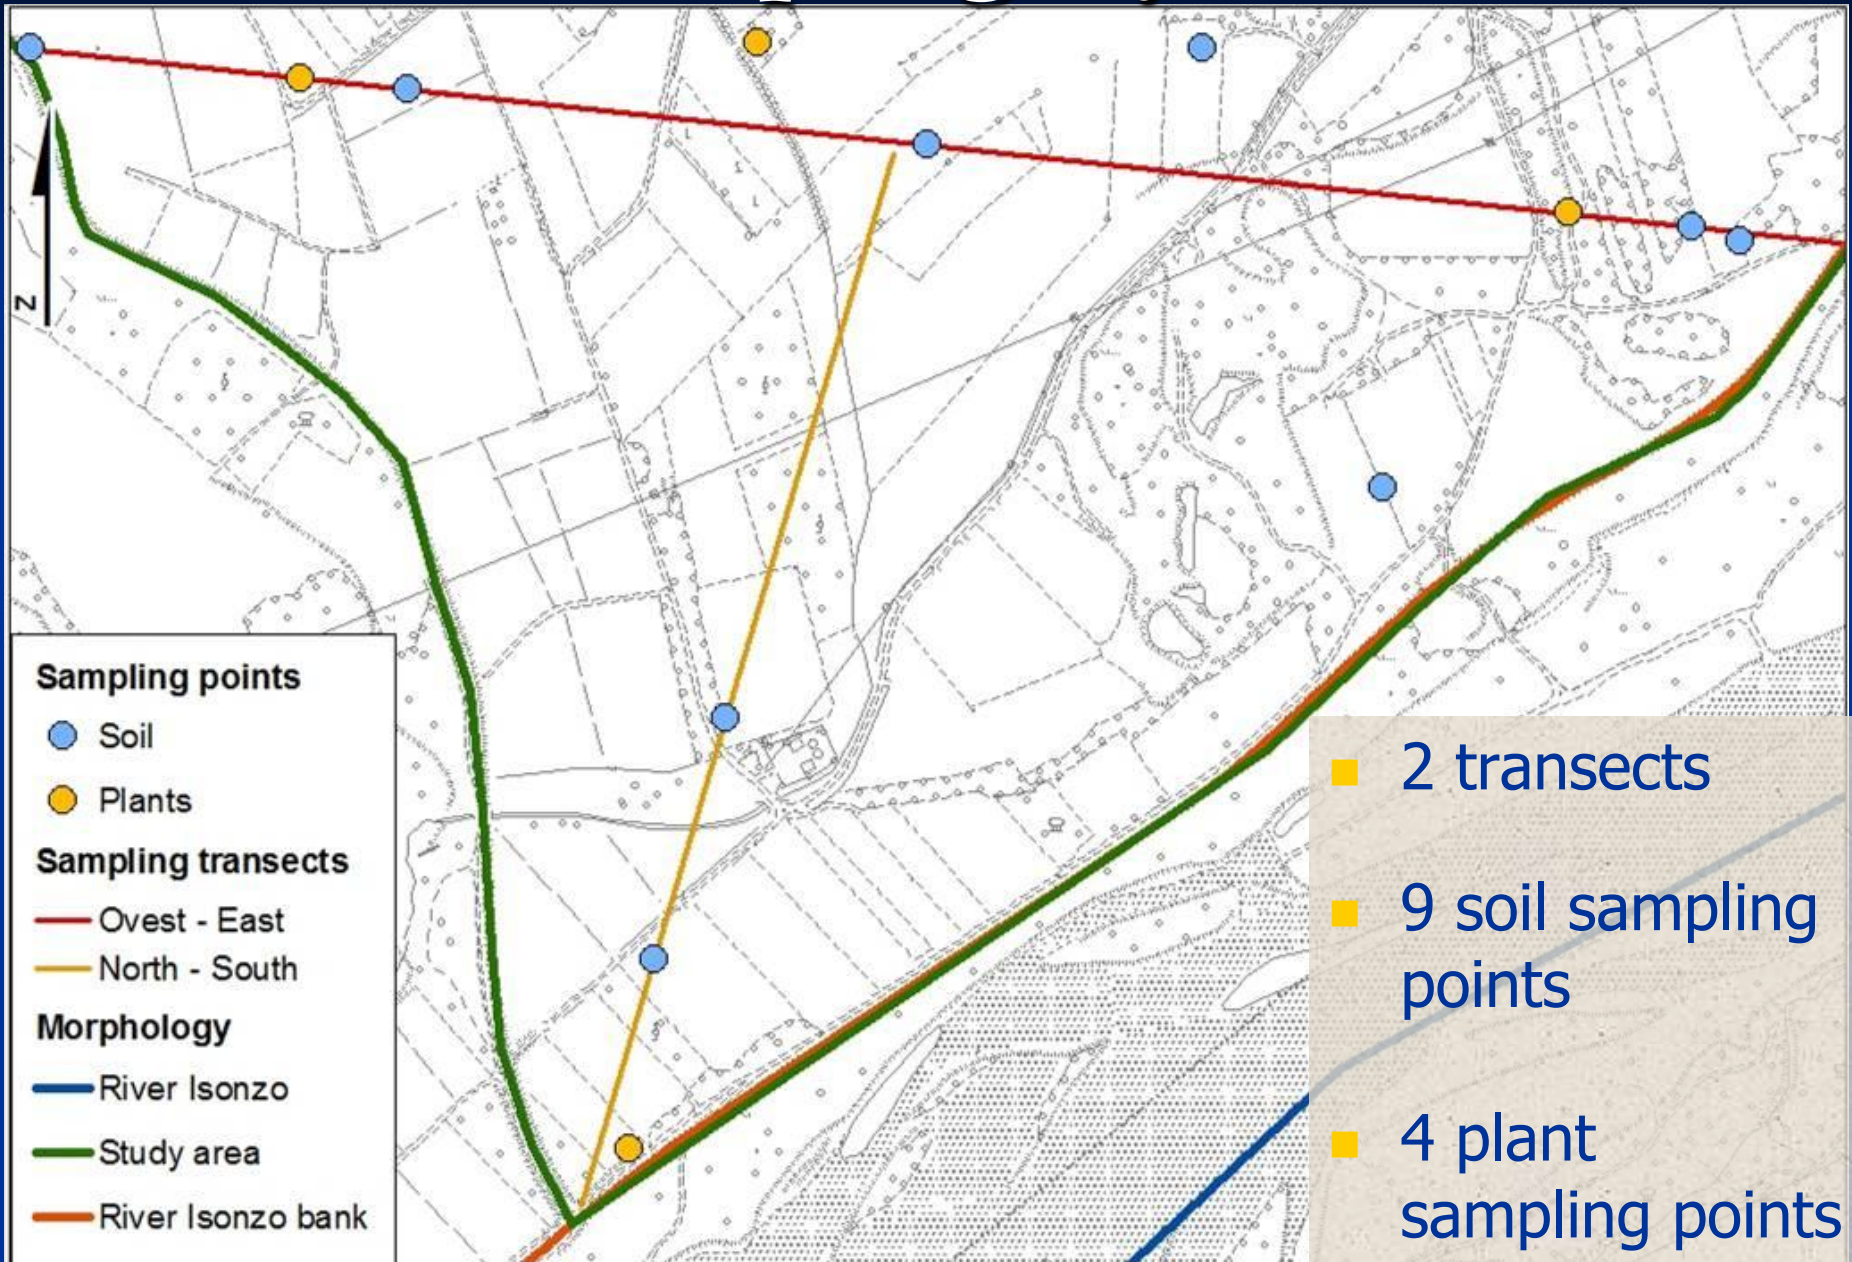 N
Sampling points
Soil
Plants
Sampling transects
Ovest - East
North - South
Morphology
River Isonzo
Study area
River Isonzo bank
2 transects
9 soil sampling
points
4 plant
sampling points